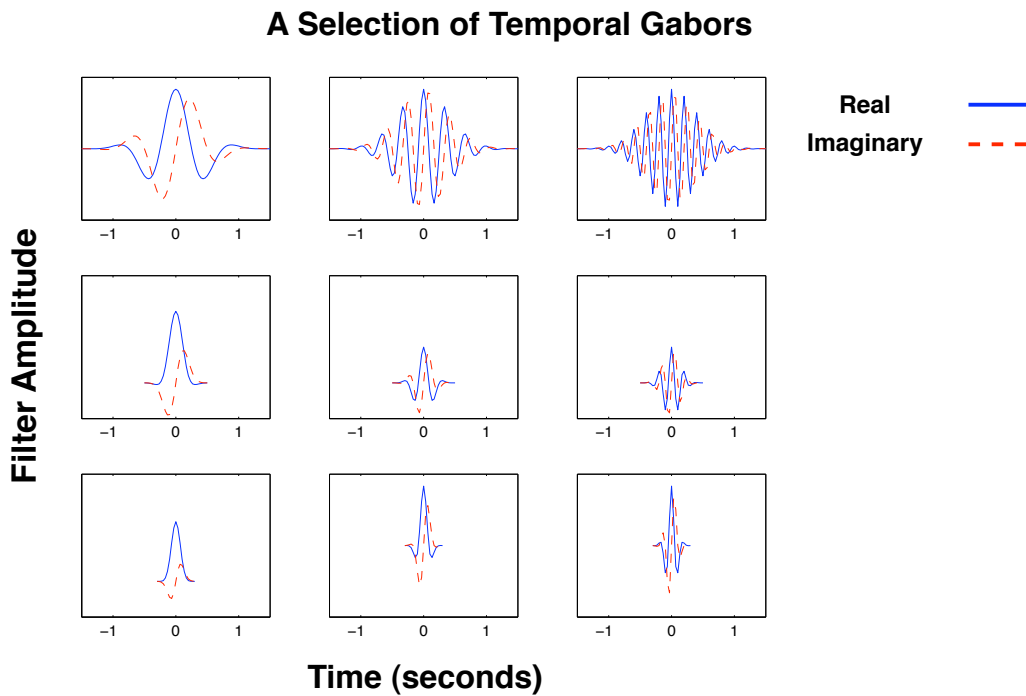 A Selection of Temporal Gabors
Real
Imaginary
−1 0 1
−1 0 1
−1 0 1
Filter Amplitude
−1 0 1
−1 0 1
−1 0 1
−1 0 1
−1 0 1
−1 0 1
Time (seconds)